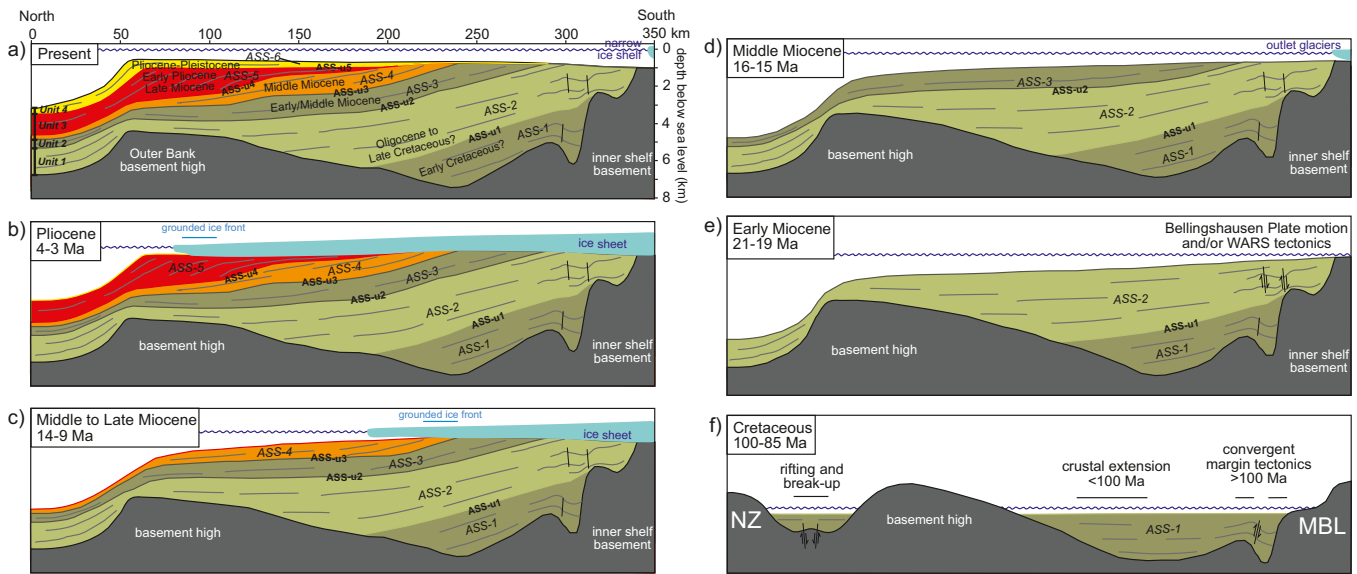 North
South
0
50
100
150
200
250
300
350 km
a)
Present
ASS-6
narrow
ice shelf
Pliocene-Pleistocene
ASS-u5
Early Pliocene
ASS-5
Late Miocene
ASS-u4
Middle Miocene
ASS-4
ASS-u3
Early/Middle Miocene
ASS-u2
ASS-3
ASS-2
Oligocene to
Late Cretaceous?
ASS-u1
ASS-1
Early Cretaceous?
Unit 4
Unit 3
Unit 2
Unit 1
Outer Bank
basement high
inner shelf
basement
0
2
4
6
8
depth below sea level (km)
b)
Pliocene
4-3 Ma
grounded ice front
ice sheet
ASS-5
ASS-u4
ASS-4
ASS-u3
ASS-3
ASS-u2
ASS-2
ASS-u1
ASS-1
basement high
inner shelf
basement
c)
Middle to Late Miocene
14-9 Ma
grounded ice front
ice sheet
ASS-4
ASS-u3
ASS-3
ASS-u2
ASS-2
ASS-u1
ASS-1
basement high
inner shelf
basement
d)
Middle Miocene
16-15 Ma
outlet glaciers
ASS-3
ASS-u2
ASS-2
ASS-u1
ASS-1
basement high
inner shelf
basement
e)
Early Miocene
21-19 Ma
Bellingshausen Plate motion
and/or WARS tectonics
ASS-2
ASS-u1
ASS-1
basement high
inner shelf
basement
f)
Cretaceous
100-85 Ma
rifting and
break-up
crustal extension
<100 Ma
convergent
margin tectonics
>100 Ma
NZ
basement high
ASS-1
MBL